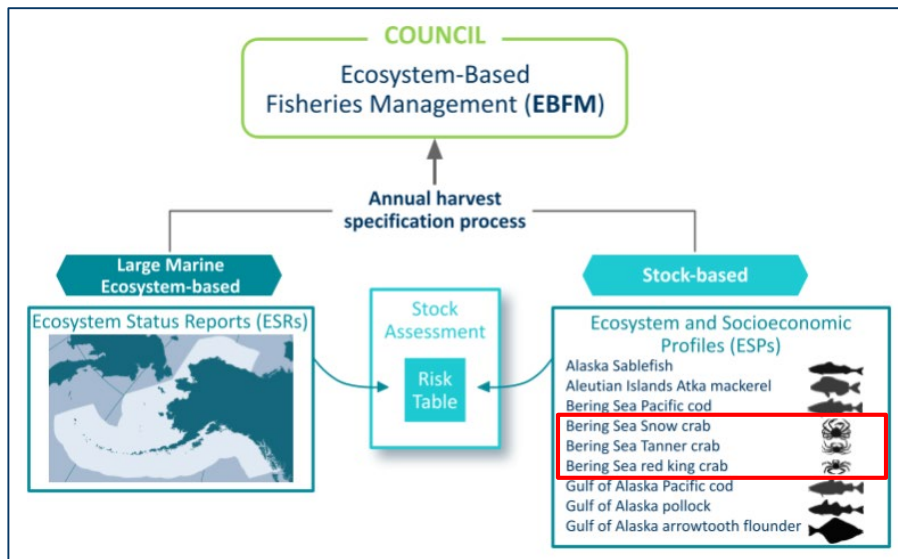 COUNCIL
Ecosystem-Based
Fisheries Management (EBFM)
Annual harvest
specification process
Large Marine
Ecosystem-based
Stock-based
Ecosystem Status Reports (ESRs)
Stock
Assessment
Risk
Table
Ecosystem and Socioeconomic
Profiles (ESPs)
Alaska Sablefish
Aleutian Islands Atka mackerel
Bering Sea Pacific cod
Bering Sea Snow crab
Bering Sea Tanner crab
Bering Sea red king crab
Gulf of Alaska Pacific cod
Gulf of Alaska pollock
Gulf of Alaska arrowtooth flounder